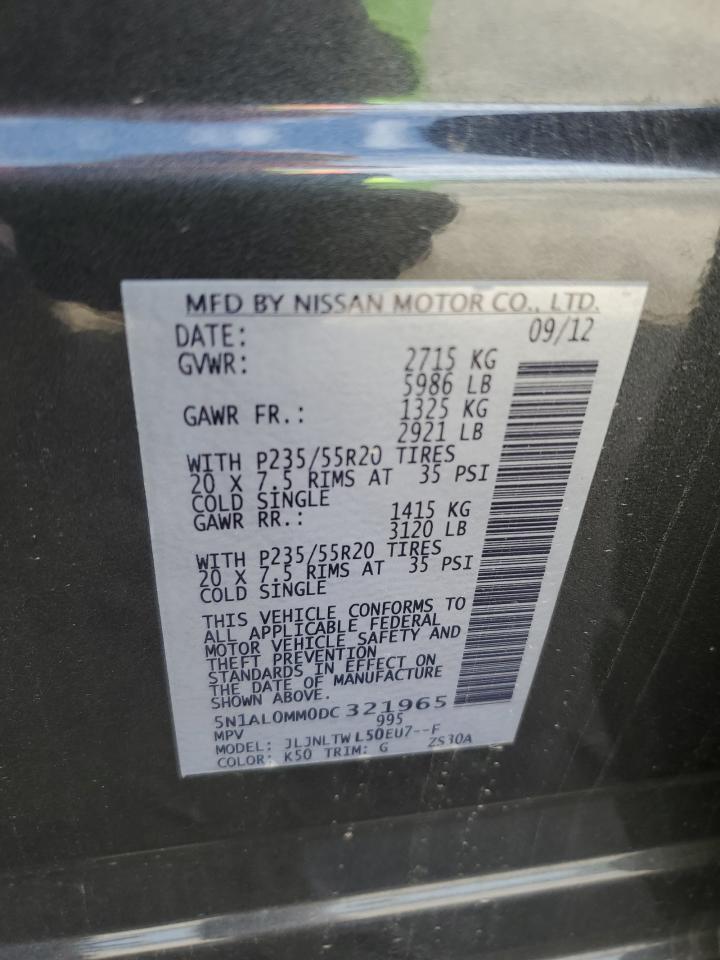 MFD BY NISSAN MOTOR CO., LTD.
DATE: 09/12
GVWR: 2715 KG
5986 LB
GAWR FR.: 1325 KG
2921 LB
WITH P235/55R20 TIRES
20 X 7.5 RIMS AT 35 PSI
COLD SINGLE
GAWR RR.: 1415 KG
3120 LB
WITH P235/55R20 TIRES
20 X 7.5 RIMS AT 35 PSI
COLD SINGLE
THIS VEHICLE CONFORMS TO
ALL APPLICABLE FEDERAL
MOTOR VEHICLE SAFETY AND
THEFT PREVENTION
STANDARDS IN EFFECT ON
THE DATE OF MANUFACTURE
SHOWN ABOVE.
5N1AL0MM0DC 321965
MPV 995
MODEL: JLJNLTW L50EU7--F
COLOR: K50 TRIM: G ZS30A